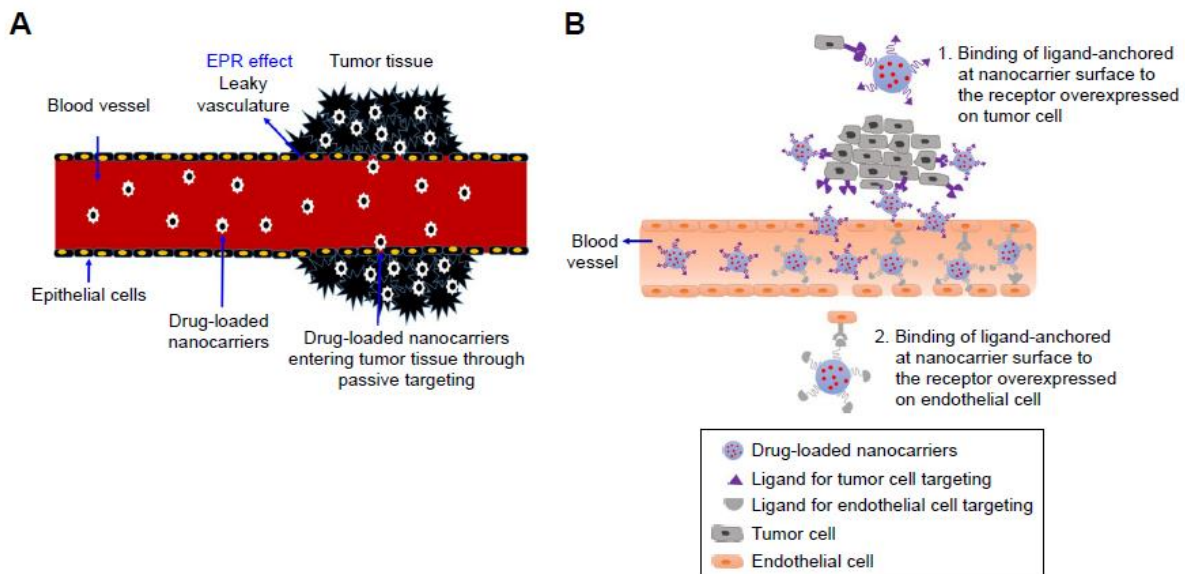 A
EPR effect
Leaky
vasculature
Tumor tissue
Blood vessel
Epithelial cells
Drug-loaded
nanocarriers
Drug-loaded nanocarriers
entering tumor tissue through
passive targeting
B
1. Binding of ligand-anchored
at nanocarrier surface to
the receptor overexpressed
on tumor cell
Blood
vessel
2. Binding of ligand-anchored
at nanocarrier surface to
the receptor overexpressed
on endothelial cell
Drug-loaded nanocarriers
Ligand for tumor cell targeting
Ligand for endothelial cell targeting
Tumor cell
Endothelial cell